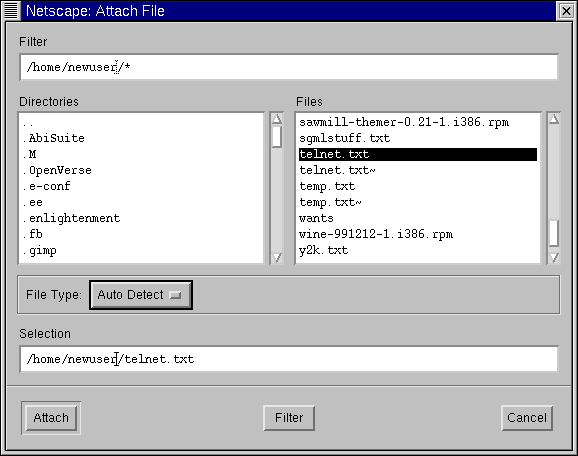 Netscape: Attach File
Filter
/home/newuser/*
Directories
..
.AbiSuite
.M
.OpenVerse
.e-conf
.ee
.enlightenment
.fb
.gimp
Files
sawmill-themer-0.21-1.i386.rpm
sgmlstuff.txt
telnet.txt
telnet.txt~
temp.txt
temp.txt~
wants
wine-991212-1.i386.rpm
y2k.txt
File Type: Auto Detect
Selection
/home/newuser/telnet.txt
Attach Filter Cancel